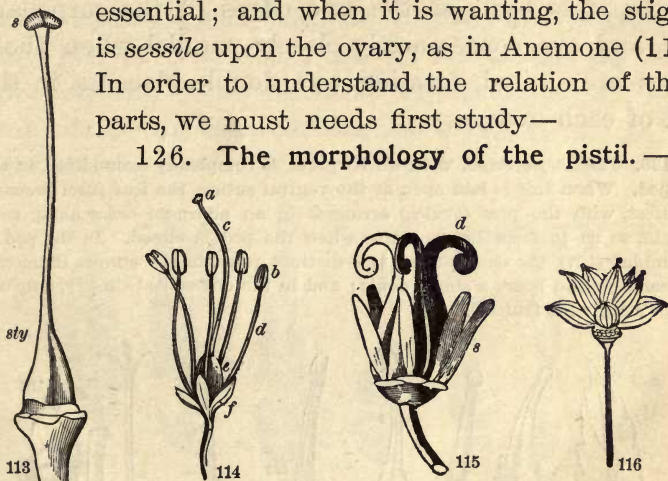 essential; and when it is wanting, the stig
is sessile upon the ovary, as in Anemone (11
In order to understand the relation of th
parts, we must needs first study—
126. The morphology of the pistil.—
s
sty
113
a
c
b
d
e
f
114
d
s
115
116